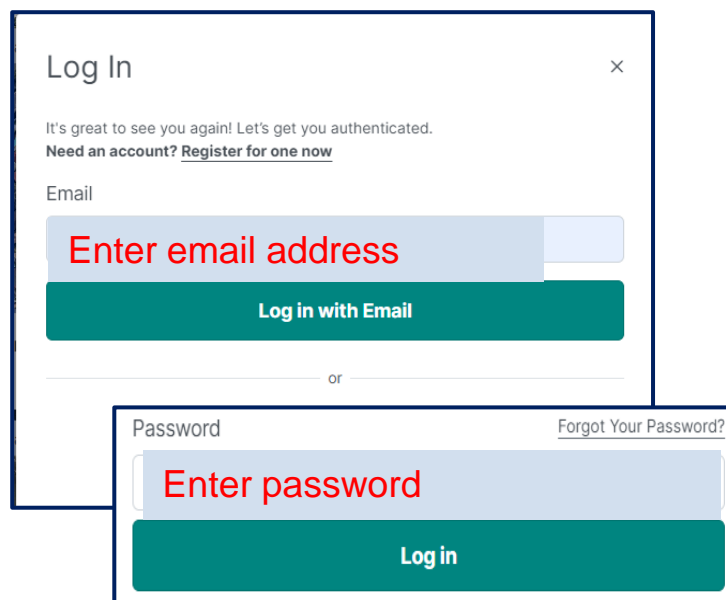 Log In ×
It's great to see you again! Let's get you authenticated.
Need an account? Register for one now
Email
Enter email address
Log in with Email
or
Password Forgot Your Password?
Enter password
Log in